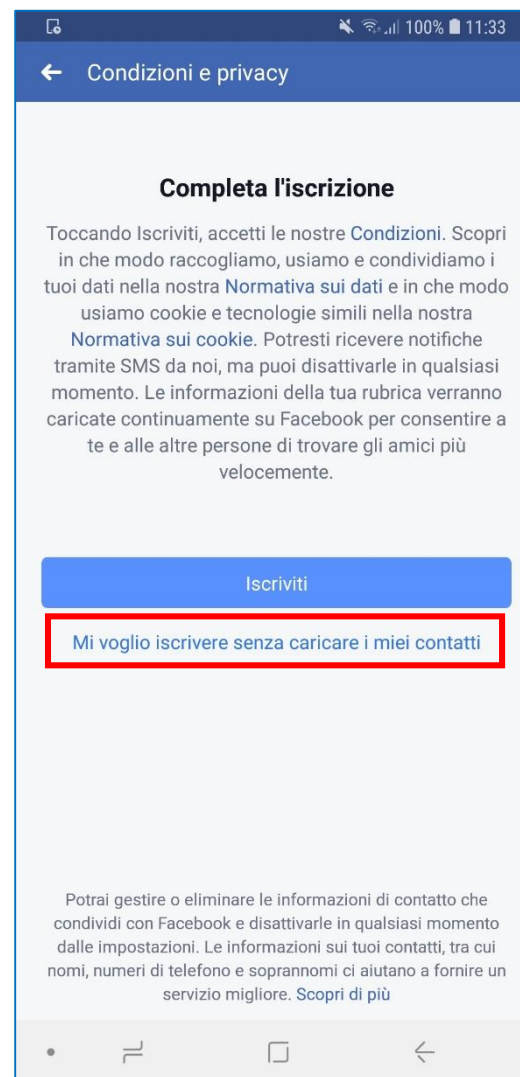 100% 11:33
Condizioni e privacy
Completa l'iscrizione
Toccando Iscriviti, accetti le nostre Condizioni. Scopri
in che modo raccogliamo, usiamo e condividiamo i
tuoi dati nella nostra Normativa sui dati e in che modo
usiamo cookie e tecnologie simili nella nostra
Normativa sui cookie. Potresti ricevere notifiche
tramite SMS da noi, ma puoi disattivarle in qualsiasi
momento. Le informazioni della tua rubrica verranno
caricate continuamente su Facebook per consentire a
te e alle altre persone di trovare gli amici più
velocemente.
Iscriviti
Mi voglio iscrivere senza caricare i miei contatti
Potrai gestire o eliminare le informazioni di contatto che
condividi con Facebook e disattivarle in qualsiasi momento
dalle impostazioni. Le informazioni sui tuoi contatti, tra cui
nomi, numeri di telefono e soprannomi ci aiutano a fornire un
servizio migliore. Scopri di più